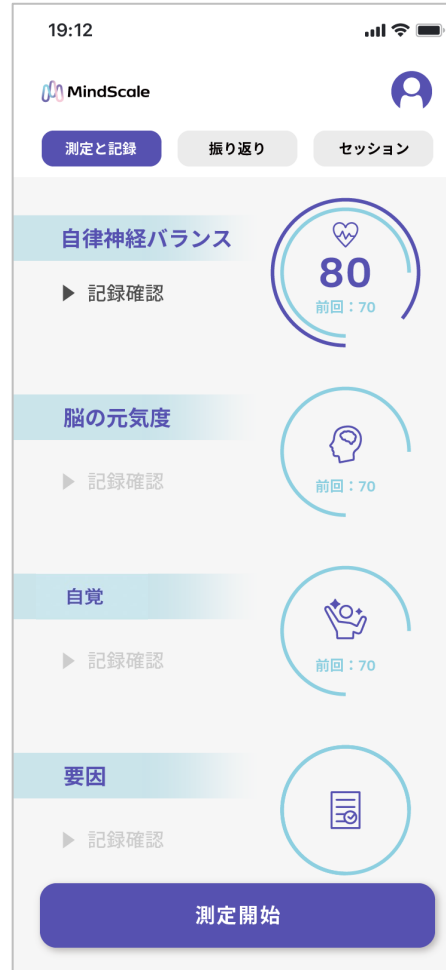 19:12
MindScale
測定と記録 振り返り セッション
自律神経バランス
▶ 記録確認
80
前回：70
脳の元気度
▶ 記録確認
前回：70
自覚
▶ 記録確認
前回：70
要因
▶ 記録確認
測定開始